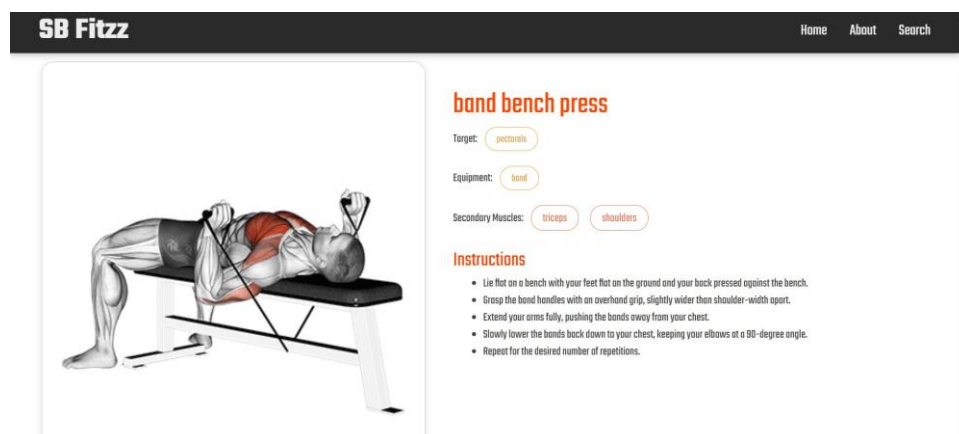 SB Fitzz
Home About Search
band bench press
Target: pectorals
Equipment: band
Secondary Muscles: triceps shoulders
Instructions
Lie flat on a bench with your feet flat on the ground and your back pressed against the bench.
Grasp the band handles with an overhand grip, slightly wider than shoulder-width apart.
Extend your arms fully, pushing the bands away from your chest.
Slowly lower the bands back down to your chest, keeping your elbows at a 90-degree angle.
Repeat for the desired number of repetitions.